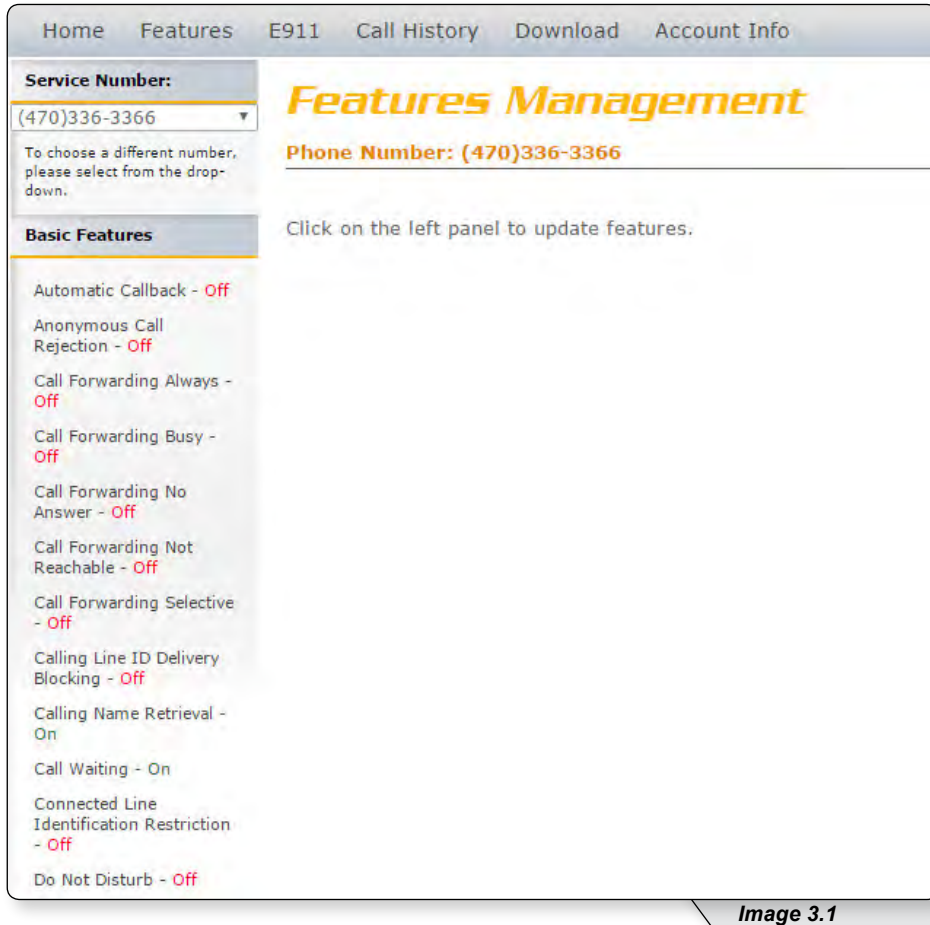 Home Features E911 Call History Download Account Info
Service Number:
(470)336-3366
To choose a different number,
please select from the drop-
down.
Basic Features
Automatic Callback - Off
Anonymous Call
Rejection - Off
Call Forwarding Always -
Off
Call Forwarding Busy -
Off
Call Forwarding No
Answer - Off
Call Forwarding Not
Reachable - Off
Call Forwarding Selective
- Off
Calling Line ID Delivery
Blocking - Off
Calling Name Retrieval -
On
Call Waiting - On
Connected Line
Identification Restriction
- Off
Do Not Disturb - Off
Features Management
Phone Number: (470)336-3366
Click on the left panel to update features.
Image 3.1